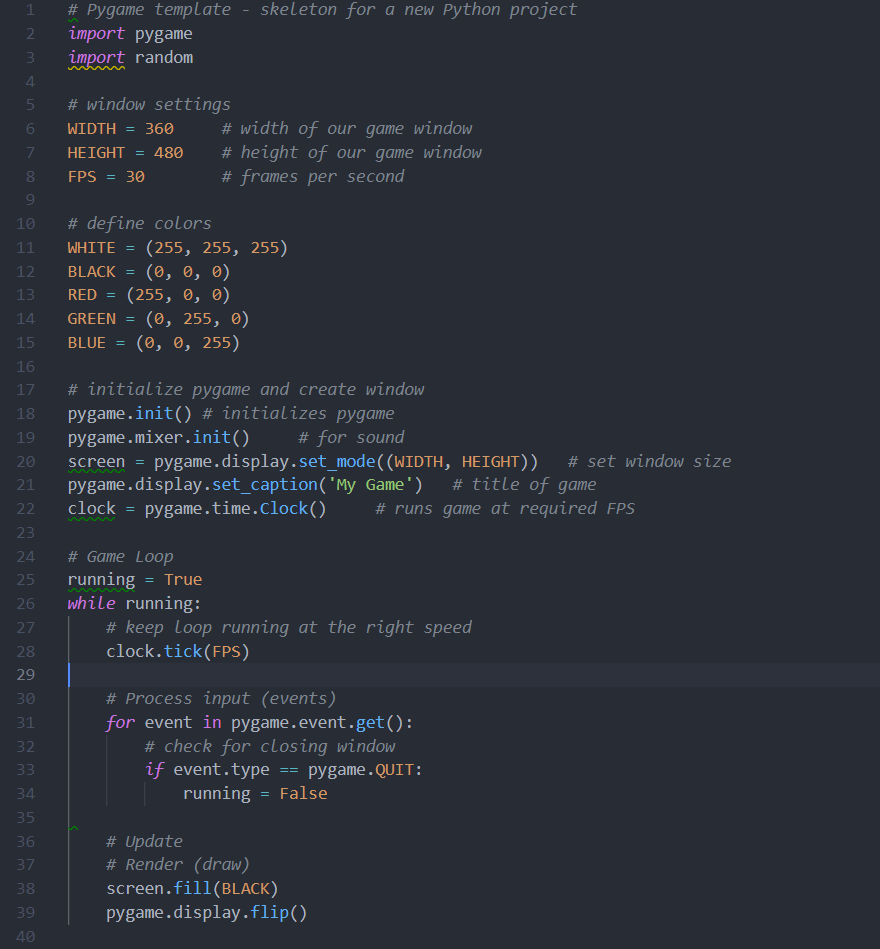 1 # Pygame template - skeleton for a new Python project
2 import pygame
3 import random
4
5 # window settings
6 WIDTH = 360     # width of our game window
7 HEIGHT = 480    # height of our game window
8 FPS = 30        # frames per second
9
10 # define colors
11 WHITE = (255, 255, 255)
12 BLACK = (0, 0, 0)
13 RED = (255, 0, 0)
14 GREEN = (0, 255, 0)
15 BLUE = (0, 0, 255)
16
17 # initialize pygame and create window
18 pygame.init() # initializes pygame
19 pygame.mixer.init()     # for sound
20 screen = pygame.display.set_mode((WIDTH, HEIGHT))   # set window size
21 pygame.display.set_caption('My Game')   # title of game
22 clock = pygame.time.Clock()     # runs game at required FPS
23
24 # Game Loop
25 running = True
26 while running:
27     # keep loop running at the right speed
28     clock.tick(FPS)
29
30     # Process input (events)
31     for event in pygame.event.get():
32         # check for closing window
33         if event.type == pygame.QUIT:
34             running = False
35
36     # Update
37     # Render (draw)
38     screen.fill(BLACK)
39     pygame.display.flip()
40